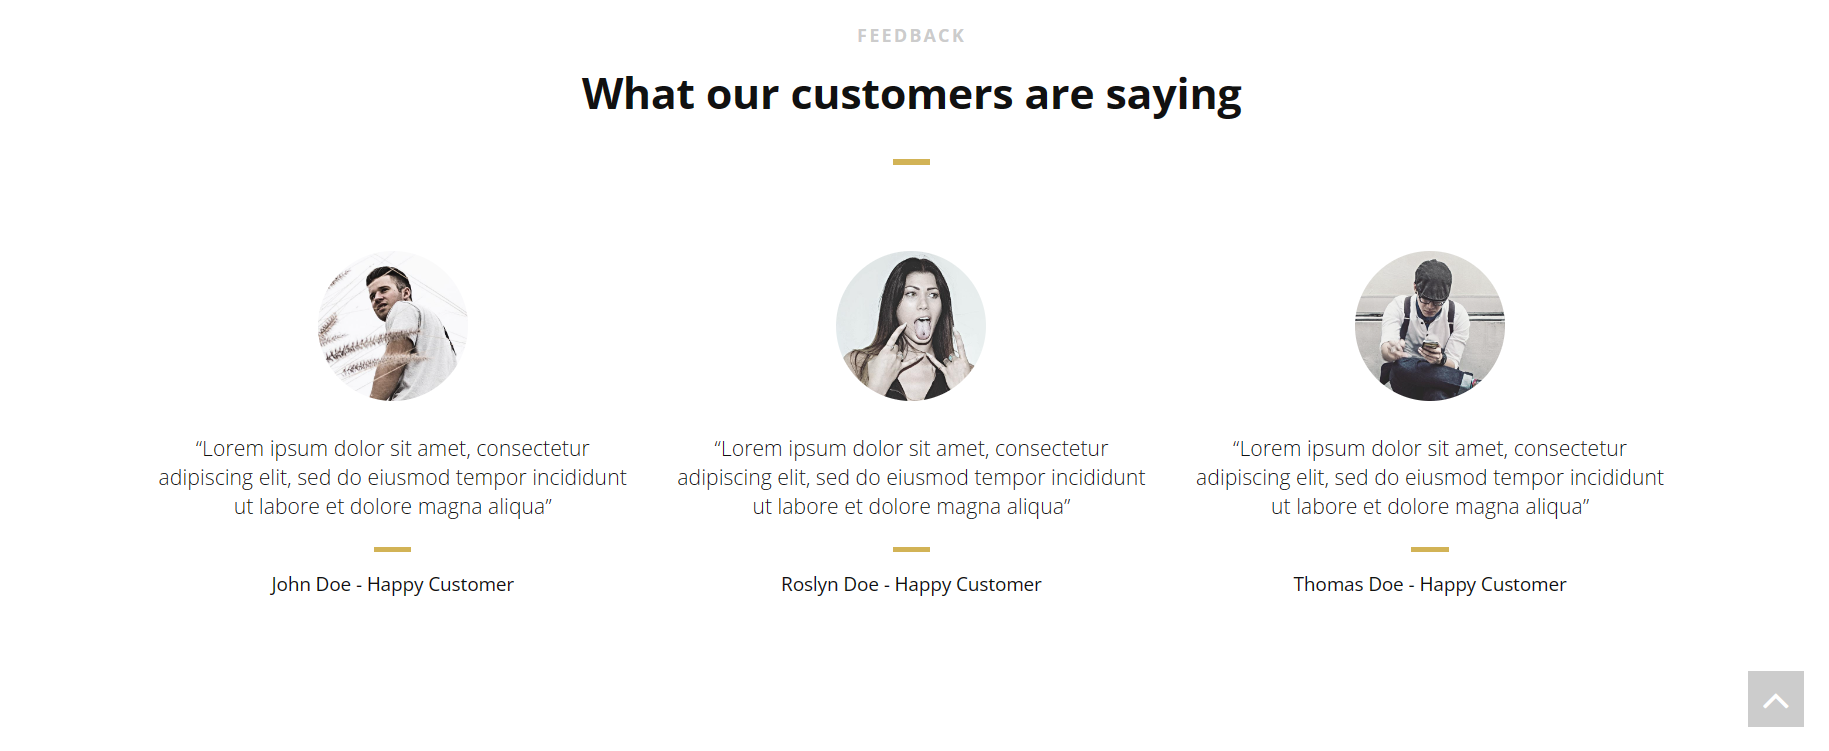 FEEDBACK
What our customers are saying
“Lorem ipsum dolor sit amet, consectetur
adipiscing elit, sed do eiusmod tempor incididunt
ut labore et dolore magna aliqua”
John Doe - Happy Customer
“Lorem ipsum dolor sit amet, consectetur
adipiscing elit, sed do eiusmod tempor incididunt
ut labore et dolore magna aliqua”
Roslyn Doe - Happy Customer
“Lorem ipsum dolor sit amet, consectetur
adipiscing elit, sed do eiusmod tempor incididunt
ut labore et dolore magna aliqua”
Thomas Doe - Happy Customer